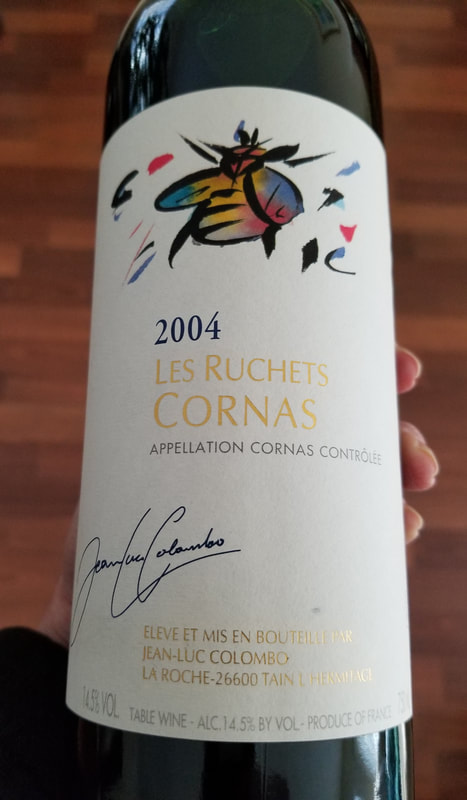 2004
LES RUCHETS
CORNAS
APPELLATION CORNAS CONTRÔLÉE
Jean-Luc Colombo
ELEVE ET MIS EN BOUTEILLE PAR
JEAN-LUC COLOMBO
LA ROCHE-26600 TAIN L'HERMITAGE
14.5% VOL. TABLE WINE - ALC.14.5% BY VOL - PRODUCE OF FRANCE